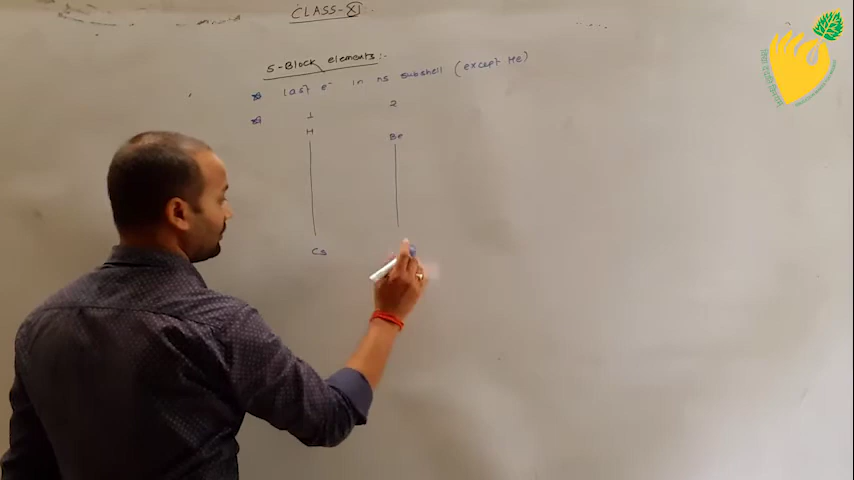 CLASS-XI
S-Block elements:-
last e⁻ in ns subshell (except He)
1 2
H Be
Cs